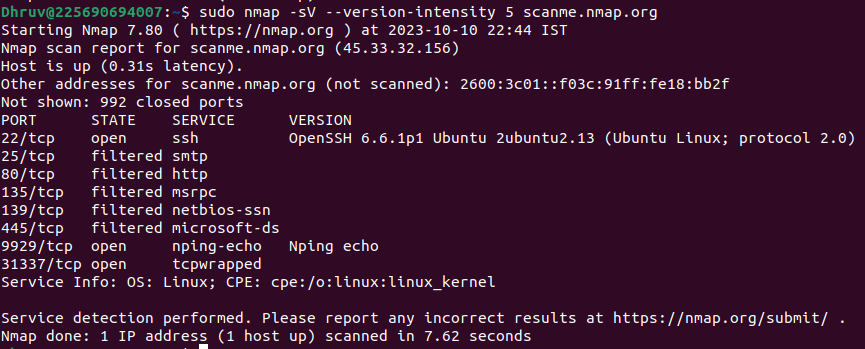 Dhruv@225690694007:~$ sudo nmap -sV --version-intensity 5 scanme.nmap.org
Starting Nmap 7.80 ( https://nmap.org ) at 2023-10-10 22:44 IST
Nmap scan report for scanme.nmap.org (45.33.32.156)
Host is up (0.31s latency).
Other addresses for scanme.nmap.org (not scanned): 2600:3c01::f03c:91ff:fe18:bb2f
Not shown: 992 closed ports
PORT      STATE    SERVICE      VERSION
22/tcp    open     ssh          OpenSSH 6.6.1p1 Ubuntu 2ubuntu2.13 (Ubuntu Linux; protocol 2.0)
25/tcp    filtered smtp
80/tcp    filtered http
135/tcp   filtered msrpc
139/tcp   filtered netbios-ssn
445/tcp   filtered microsoft-ds
9929/tcp  open     nping-echo   Nping echo
31337/tcp open     tcpwrapped
Service Info: OS: Linux; CPE: cpe:/o:linux:linux_kernel

Service detection performed. Please report any incorrect results at https://nmap.org/submit/ .
Nmap done: 1 IP address (1 host up) scanned in 7.62 seconds